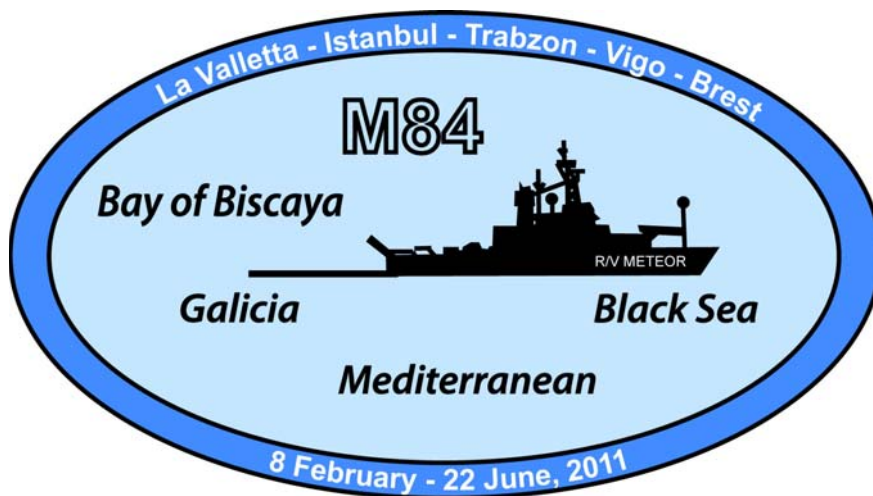 La Valletta - Istanbul - Trabzon - Vigo - Brest
M84
Bay of Biscaya
R/V METEOR
Galicia
Black Sea
Mediterranean
8 February - 22 June, 2011